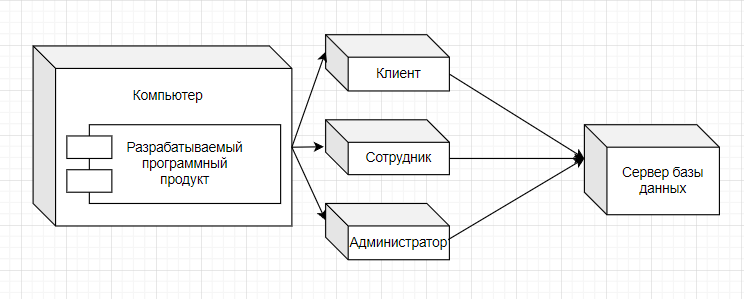 Компьютер
Разрабатываемый
программный
продукт
Клиент
Сотрудник
Администратор
Сервер базы
данных